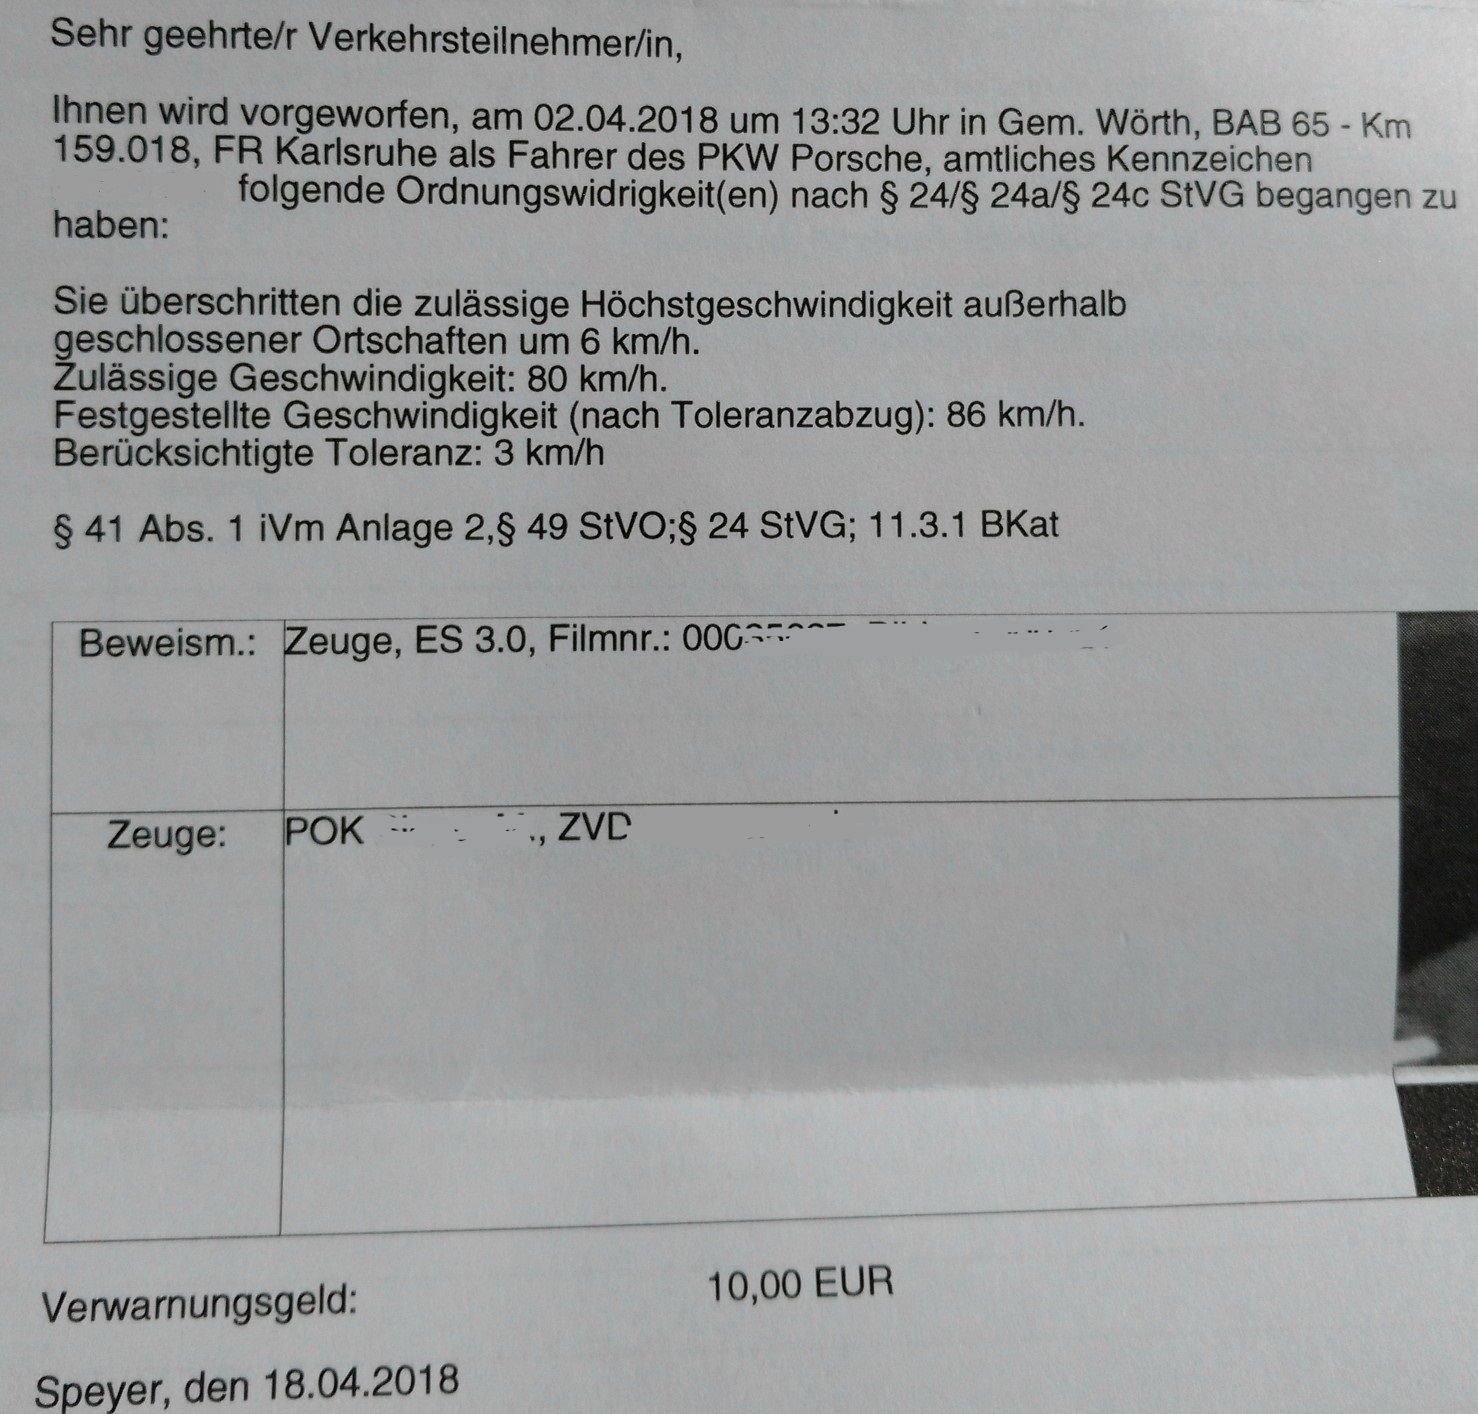 Sehr geehrte/r Verkehrsteilnehmer/in,
Ihnen wird vorgeworfen, am 02.04.2018 um 13:32 Uhr in Gem. Wörth, BAB 65 - Km
159.018, FR Karlsruhe als Fahrer des PKW Porsche, amtliches Kennzeichen
folgende Ordnungswidrigkeit(en) nach § 24/§ 24a/§ 24c StVG begangen zu
haben:
Sie überschritten die zulässige Höchstgeschwindigkeit außerhalb
geschlossener Ortschaften um 6 km/h.
Zulässige Geschwindigkeit: 80 km/h.
Festgestellte Geschwindigkeit (nach Toleranzabzug): 86 km/h.
Berücksichtigte Toleranz: 3 km/h
§ 41 Abs. 1 iVm Anlage 2,§ 49 StVO;§ 24 StVG; 11.3.1 BKat
Beweism.: Zeuge, ES 3.0, Filmnr.:
Zeuge: POK ., ZVD
Verwarnungsgeld: 10,00 EUR
Speyer, den 18.04.2018